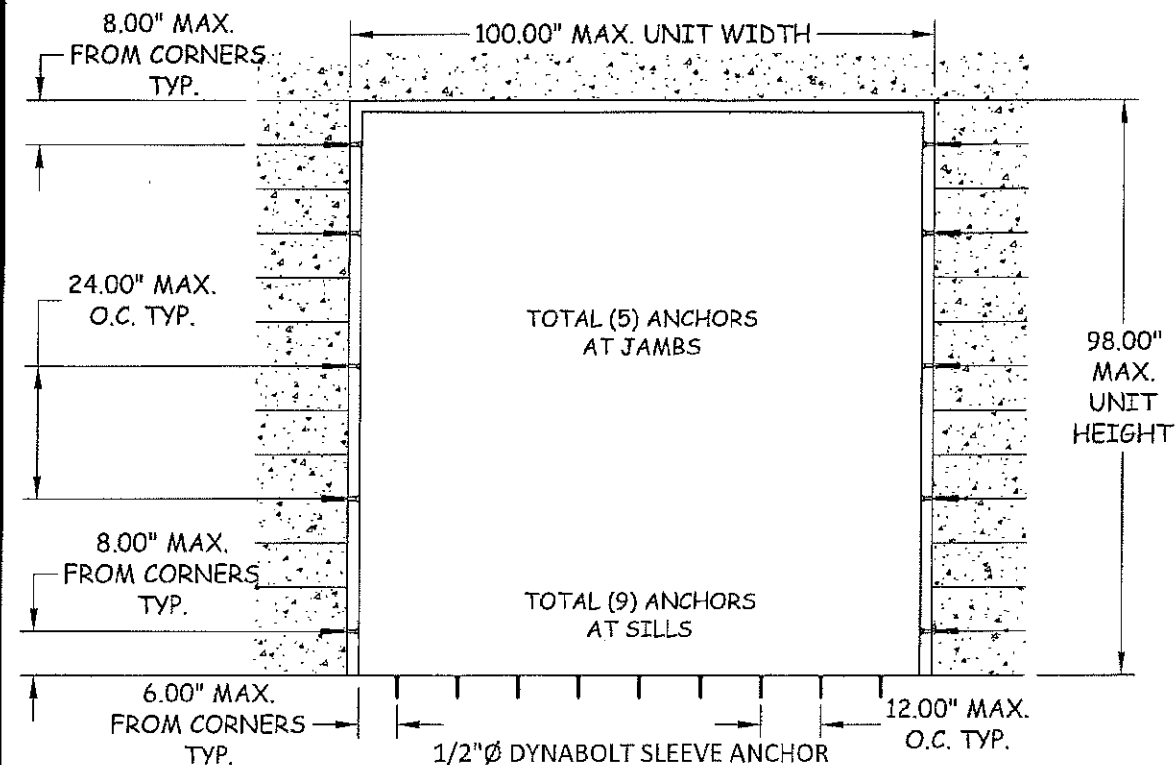 8.00" MAX.
FROM CORNERS
TYP.
100.00" MAX. UNIT WIDTH
24.00" MAX.
O.C. TYP.
TOTAL (5) ANCHORS
AT JAMBS
98.00"
MAX.
UNIT
HEIGHT
8.00" MAX.
FROM CORNERS
TYP.
TOTAL (9) ANCHORS
AT SILLS
6.00" MAX.
FROM CORNERS
TYP.
12.00" MAX.
O.C. TYP.
1/2"Ø DYNABOLT SLEEVE ANCHOR